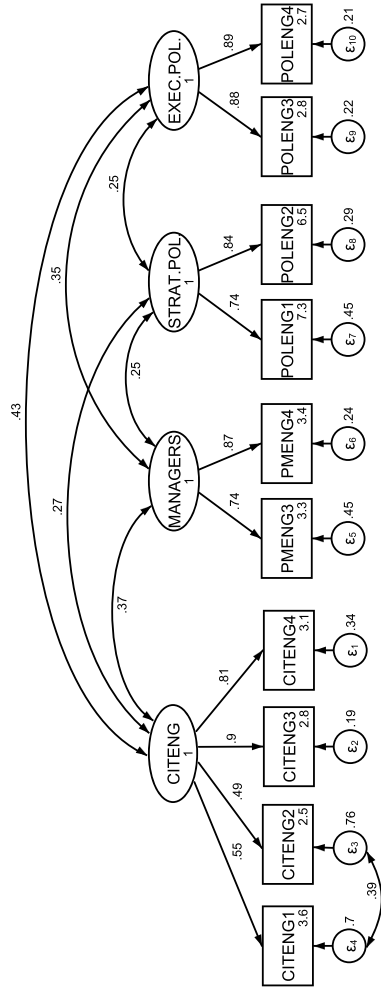 .43
.35
.27
.25
.25
.37
CITENG
1
MANAGERS
1
STRAT.POL.
1
EXEC.POL.
1
.55
.49
.9
.81
.74
.87
.74
.84
.88
.89
CITENG1
3.6
CITENG2
2.5
CITENG3
2.8
CITENG4
3.1
PMENG3
3.3
PMENG4
3.4
POLENG1
7.3
POLENG2
6.5
POLENG3
2.8
POLENG4
2.7
ε4 .7
ε3 .76
ε2 .19
ε1 .34
ε5 .45
ε6 .24
ε7 .45
ε8 .29
ε9 .22
ε10 .21
.39